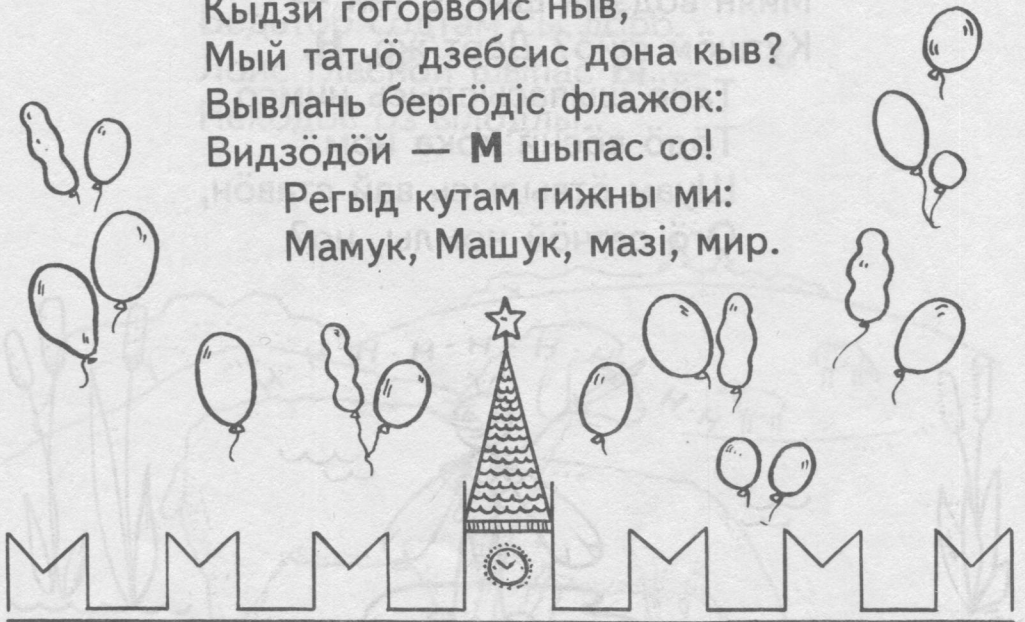 Кыдзи гӧгӧрвоис ныв,
Мый татчӧ дзебсис дона кыв?
Вывлань бергӧдіс флажок:
Видзӧдӧй — М шыпас со!
Регыд кутам гижны ми:
Мамук, Машук, мазі, мир.